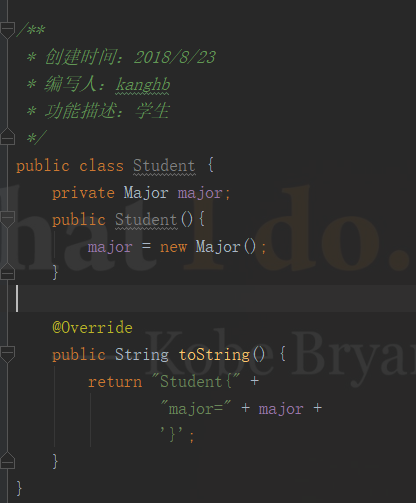 /**
 * 创建时间：2018/8/23
 * 编写人：kanghb
 * 功能描述：学生
 */
public class Student {
    private Major major;
    public Student(){
        major = new Major();
    }
    @Override
    public String toString() {
        return "Student{" +
                "major=" + major +
                '}';
    }
}
hat I do.
Kobe Brya